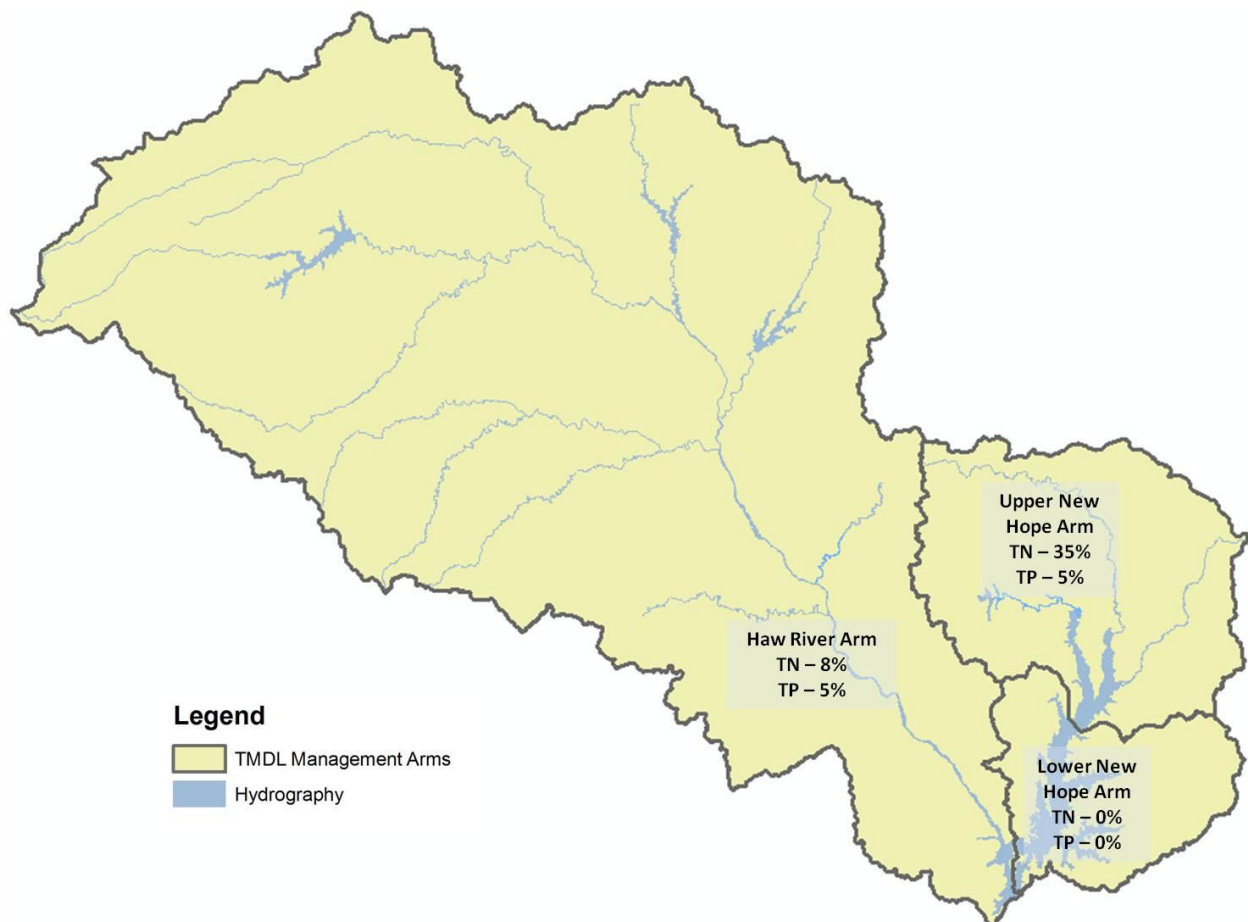 Upper New
Hope Arm
TN – 35%
TP – 5%
Haw River Arm
TN – 8%
TP – 5%
Lower New
Hope Arm
TN – 0%
TP – 0%
Legend
TMDL Management Arms
Hydrography